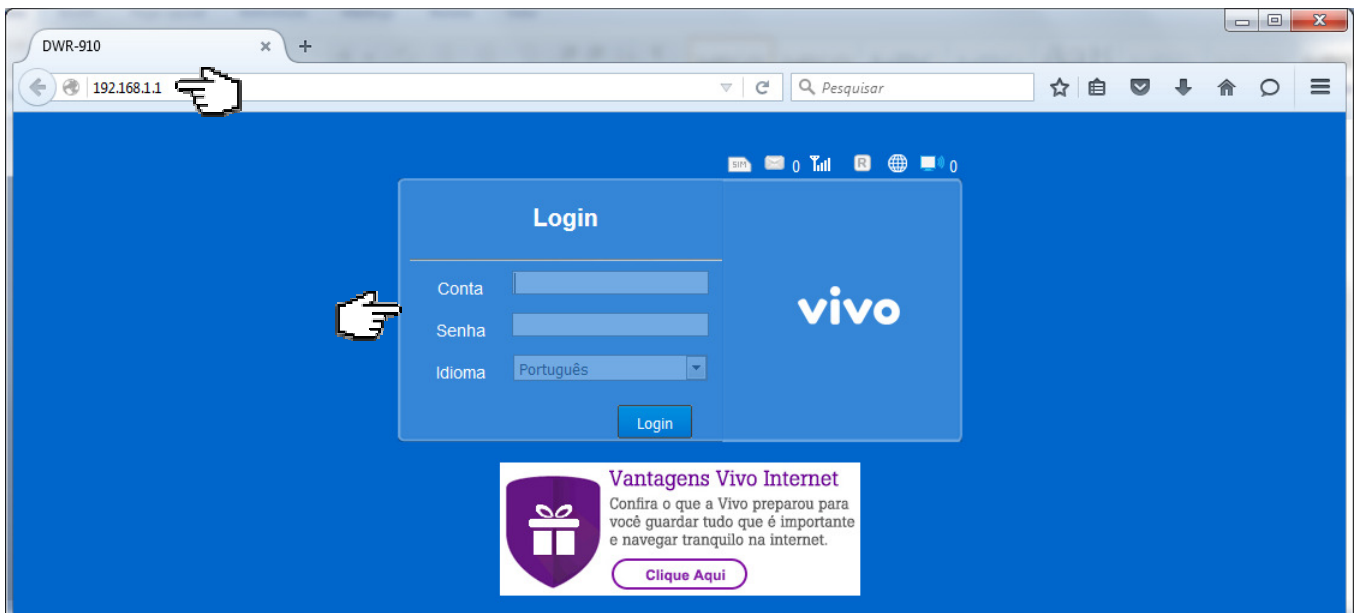 DWR-910
192.168.1.1
Pesquisar
SIM 0 R 0
Login
vivo
Conta
Senha
Idioma Português
Login
Vantagens Vivo Internet
Confira o que a Vivo preparou para
você guardar tudo que é importante
e navegar tranquilo na internet.
Clique Aqui